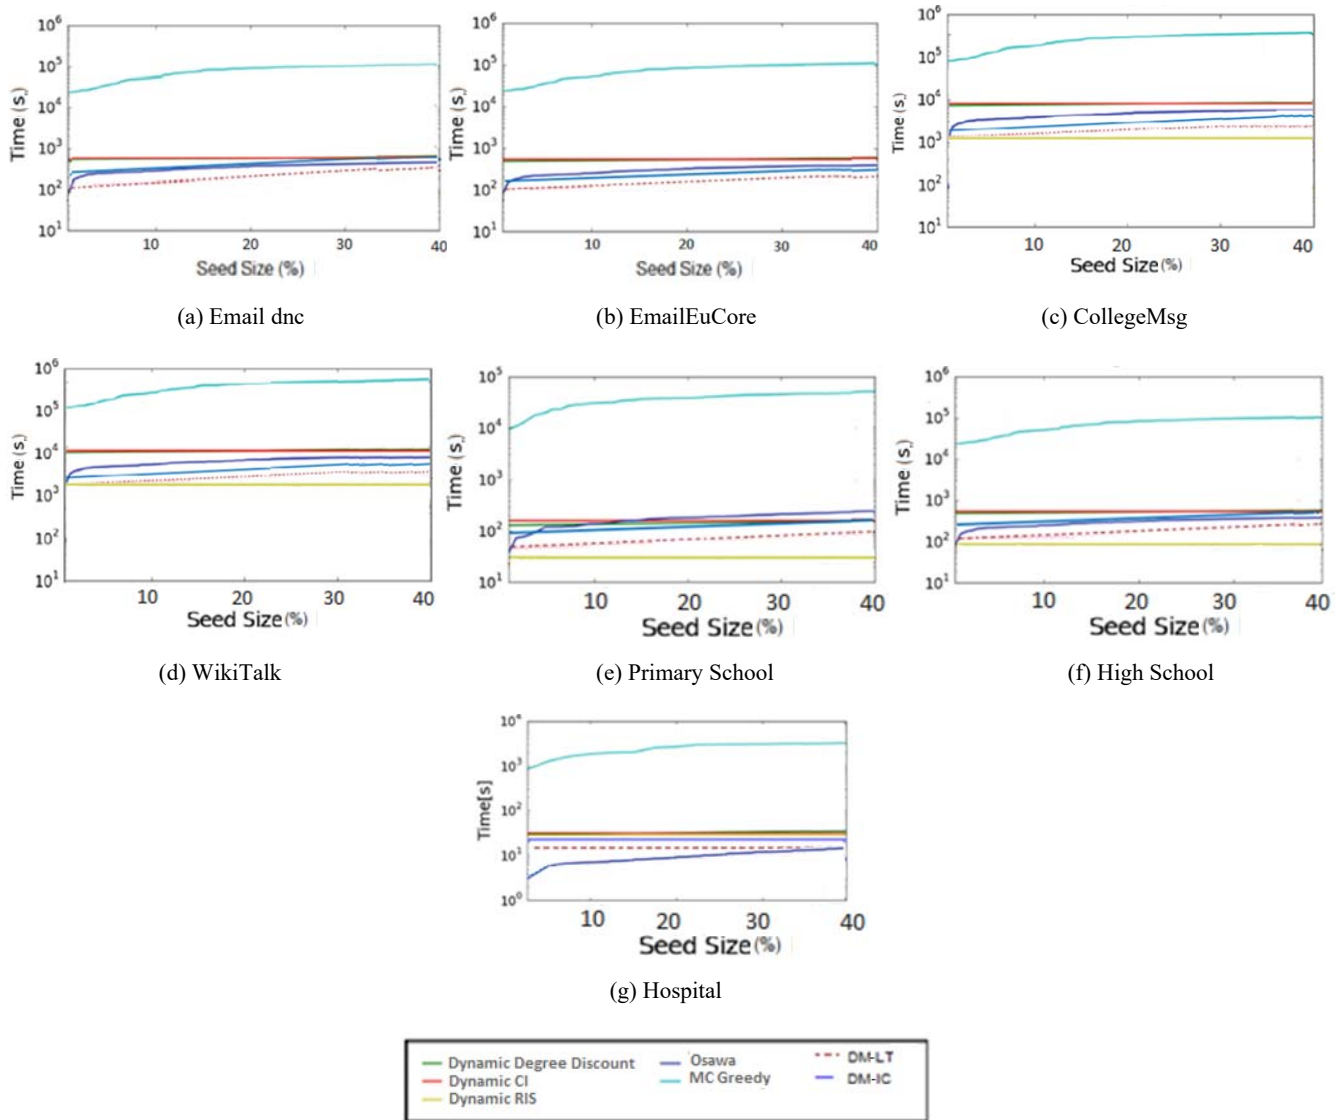 10⁶ 10⁵ 10⁴ 10³ 10² 10¹
Time (s,
10 20 30 40
Seed Size (%)
(a) Email dnc
10⁶ 10⁵ 10⁴ 10³ 10² 10¹
Time (s,
10 20 30 40
Seed Size (%)
(b) EmailEuCore
10⁶ 10⁵ 10⁴ 10³ 10² 10¹
Time (s,
10 20 30 40
Seed Size (%)
(c) CollegeMsg
10⁶ 10⁵ 10⁴ 10³ 10² 10¹
Time (s,
10 20 30 40
Seed Size (%)
(d) WikiTalk
10⁵ 10⁴ 10³ 10² 10¹
Time (s,
10 20 30 40
Seed Size (%)
(e) Primary School
10⁶ 10⁵ 10⁴ 10³ 10² 10¹
Time (s,
10 20 30 40
Seed Size (%)
(f) High School
10³ 10² 10¹ 10⁰
Time[s]
10 20 30 40
Seed Size (%)
(g) Hospital
Dynamic Degree Discount Osawa DM-LT
Dynamic CI MC Greedy DM-IC
Dynamic RIS